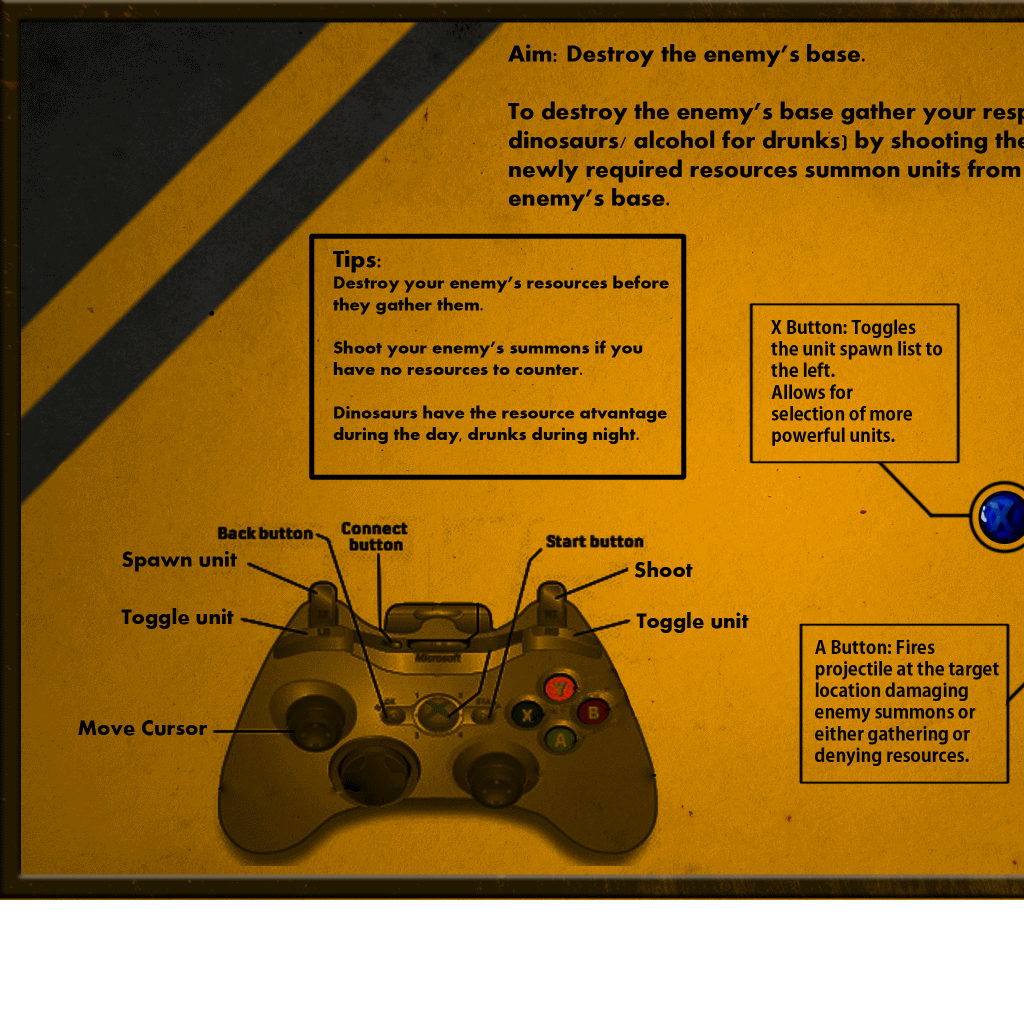 Aim: Destroy the enemy's base.
To destroy the enemy's base gather your resp
dinosaurs/ alcohol for drunks) by shooting the
newly required resources summon units from
enemy's base.
Tips:
Destroy your enemy's resources before
they gather them.
Shoot your enemy's summons if you
have no resources to counter.
Dinosaurs have the resource atvantage
during the day, drunks during night.
X Button: Toggles
the unit spawn list to
the left.
Allows for
selection of more
powerful units.
X
Back button
Connect
button
Start button
Spawn unit
Shoot
Toggle unit
Toggle unit
Microsoft
Y
X
B
A
Move Cursor
A Button: Fires
projectile at the target
location damaging
enemy summons or
either gathering or
denying resources.